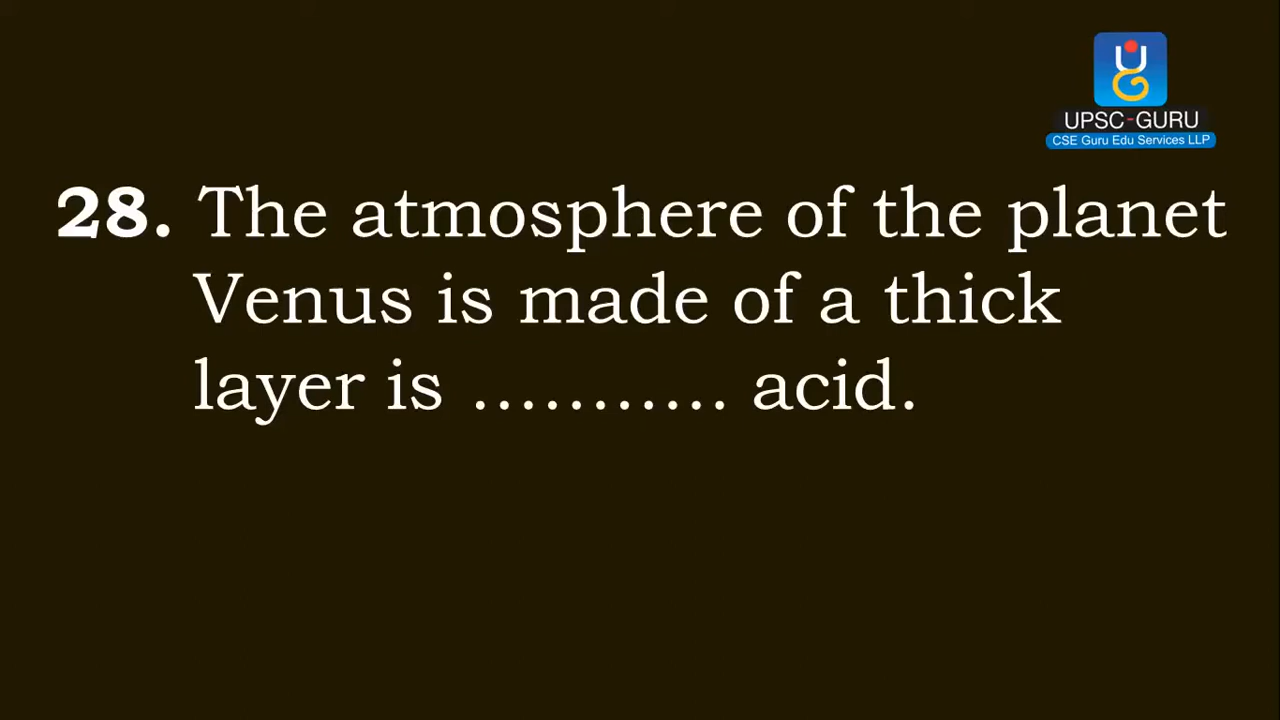 UPSC-GURU
CSE Guru Edu Services LLP
28. The atmosphere of the planet
Venus is made of a thick
layer is ........... acid.